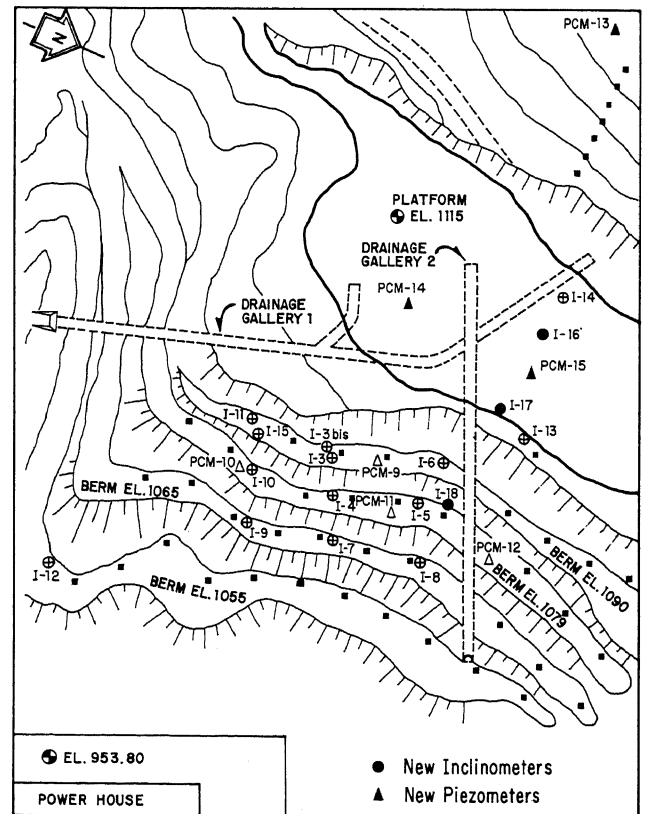 PCM-13
N
PLATFORM
EL. 1115
DRAINAGE
GALLERY 2
PCM-14
I-14
DRAINAGE
GALLERY 1
I-16
PCM-15
I-17
I-11
I-15
I-3 bis
I-13
I-3
PCM-9
I-6
PCM-10
I-10
BERM EL. 1065
I-4
PCM-11
I-5
I-18
I-9
I-7
PCM-12
I-8
I-12
BERM EL. 1055
BERM EL. 1079
BERM EL. 1090
EL. 953.80
POWER HOUSE
New Inclinometers
New Piezometers